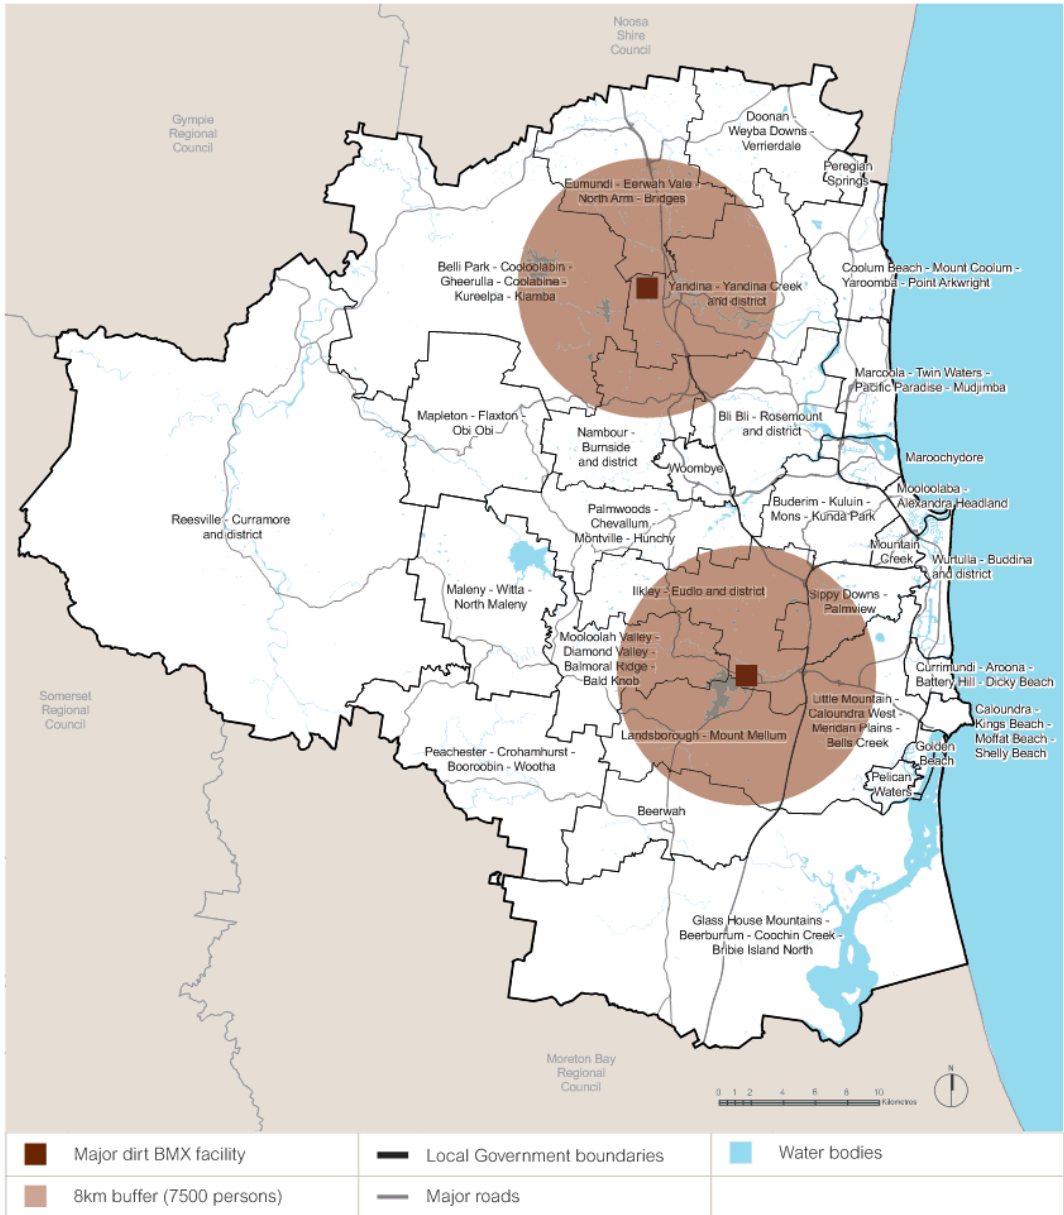 Noosa
Shire
Council
Gympie
Regional
Council
Doonan -
Weyba Downs -
Verrierdale
Peregian
Springs
Eumundi - Eerwah Vale -
North Arm - Bridges
Belli Park - Cooloolabin -
Gheerulla - Coolabine -
Kureelpa - Kiamba
Yandina - Yandina Creek
and district
Coolum Beach - Mount Coolum -
Yaroomba - Point Arkwright
Marcoola - Twin Waters -
Pacific Paradise - Mudjimba
Mapleton - Flaxton -
Obi Obi
Nambour -
Burnside
and district
Bli Bli - Rosemount
and district
Woombye
Maroochydore
Mooloolaba -
Alexandra Headland
Reesville - Curramore
and district
Palmwoods -
Chevallum -
Montville - Hunchy
Buderim - Kuluin -
Mons - Kunda Park
Mountain
Creek
Wurtulla - Buddina
and district
Maleny - Witta -
North Maleny
Ilkley - Eudlo and district
Sippy Downs -
Palmview
Mooloolah Valley -
Diamond Valley -
Balmoral Ridge -
Bald Knob
Currimundi - Aroona -
Battery Hill - Dicky Beach
Somerset
Regional
Council
Little Mountain -
Caloundra West -
Meridan Plains -
Bells Creek
Caloundra -
Kings Beach -
Moffat Beach -
Shelly Beach
Landsborough - Mount Mellum
Golden
Beach
Peachester - Crohamhurst -
Booroobin - Wootha
Pelican
Waters
Beerwah
Glass House Mountains -
Beerburrum - Coochin Creek -
Bribie Island North
Moreton Bay
Regional
Council
N
0 1 2 4 6 8 10
Kilometres
Major dirt BMX facility
Local Government boundaries
Water bodies
8km buffer (7500 persons)
Major roads